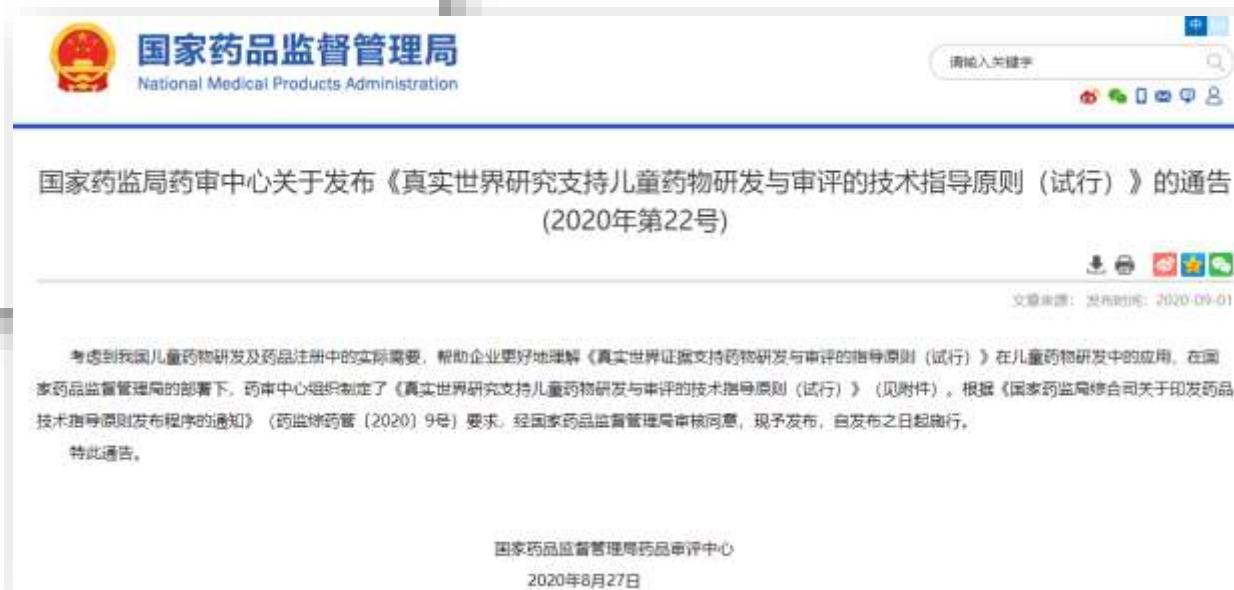 中
国家药品监督管理局
National Medical Products Administration
请输入关键字
国家药监局药审中心关于发布《真实世界研究支持儿童药物研发与审评的技术指导原则（试行）》的通告
(2020年第22号)
文章来源： 发布时间：2020-09-01
考虑到我国儿童药物研发及药品注册中的实际需要，帮助企业更好地理解《真实世界证据支持药物研发与审评的指导原则（试行）》在儿童药物研发中的应用，在国
家药品监督管理局的部署下，药审中心组织制定了《真实世界研究支持儿童药物研发与审评的技术指导原则（试行）》（见附件）。根据《国家药监局综合司关于印发药品
技术指导原则发布程序的通知》（药监综药管〔2020〕9号）要求，经国家药品监督管理局审核同意，现予发布，自发布之日起施行。
特此通告。
国家药品监督管理局药品审评中心
2020年8月27日